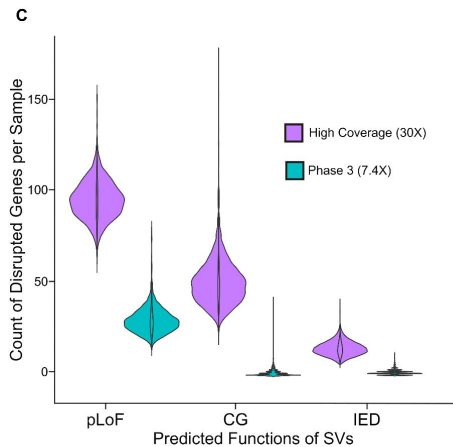 C
Count of Disrupted Genes per Sample
150
100
50
0
High Coverage (30X)
Phase 3 (7.4X)
pLoF
CG
IED
Predicted Functions of SVs